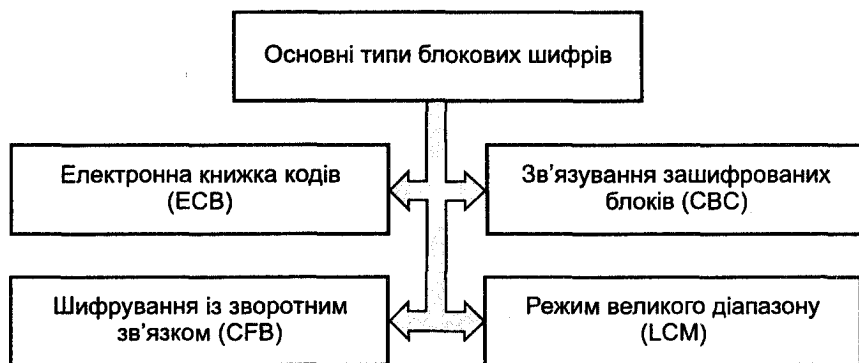 Основні типи блокових шифрів
Електронна книжка кодів
(ECB)
Зв'язування зашифрованих
блоків (CBC)
Шифрування із зворотним
зв'язком (CFB)
Режим великого діапазону
(LCM)